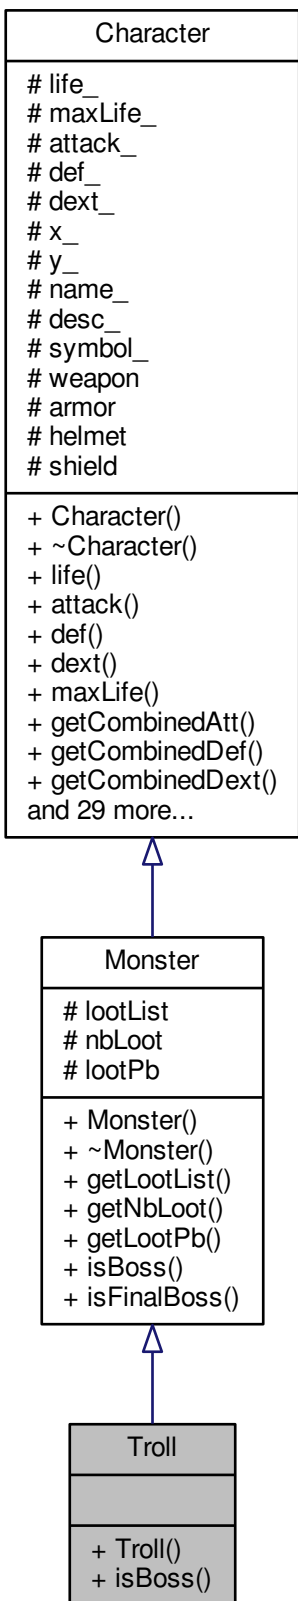 Character
# life_
# maxLife_
# attack_
# def_
# dext_
# x_
# y_
# name_
# desc_
# symbol_
# weapon
# armor
# helmet
# shield
+ Character()
+ ~Character()
+ life()
+ attack()
+ def()
+ dext()
+ maxLife()
+ getCombinedAtt()
+ getCombinedDef()
+ getCombinedDext()
and 29 more...
Monster
# lootList
# nbLoot
# lootPb
+ Monster()
+ ~Monster()
+ getLootList()
+ getNbLoot()
+ getLootPb()
+ isBoss()
+ isFinalBoss()
Troll
+ Troll()
+ isBoss()